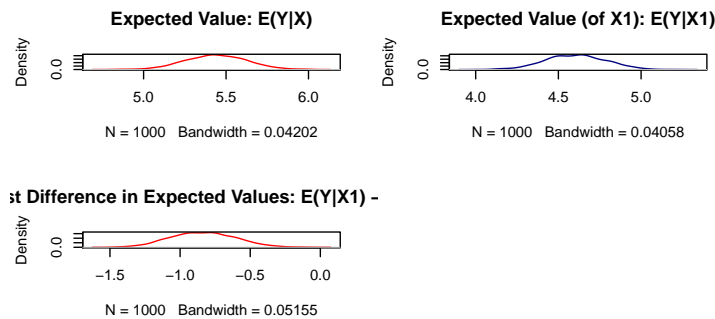 Expected Value: E(Y|X)
Density
0.0
5.0 5.5 6.0
N = 1000 Bandwidth = 0.04202
Expected Value (of X1): E(Y|X1)
Density
0.0
4.0 4.5 5.0
N = 1000 Bandwidth = 0.04058
st Difference in Expected Values: E(Y|X1) −
Density
0.0
−1.5 −1.0 −0.5 0.0
N = 1000 Bandwidth = 0.05155